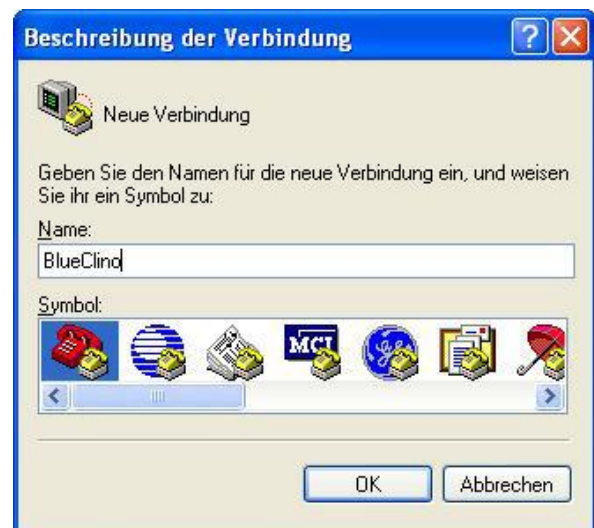 Beschreibung der Verbindung
Neue Verbindung
Geben Sie den Namen für die neue Verbindung ein, und weisen
Sie ihr ein Symbol zu:
Name:
BlueClino
Symbol:
MCI
OK
Abbrechen